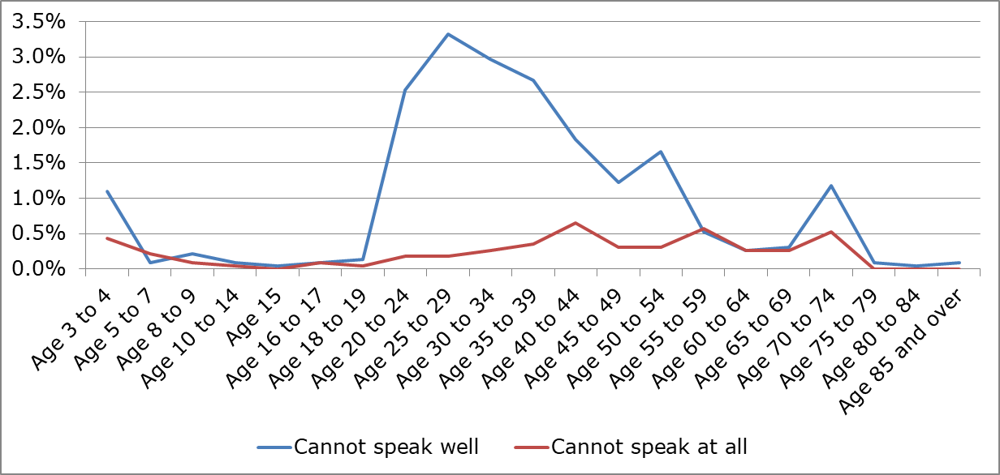 3.5%
3.0%
2.5%
2.0%
1.5%
1.0%
0.5%
0.0%
Age 3 to 4
Age 5 to 7
Age 8 to 9
Age 10 to 14
Age 15
Age 16 to 17
Age 18 to 19
Age 20 to 24
Age 25 to 29
Age 30 to 34
Age 35 to 39
Age 40 to 44
Age 45 to 49
Age 50 to 54
Age 55 to 59
Age 60 to 64
Age 65 to 69
Age 70 to 74
Age 75 to 79
Age 80 to 84
Age 85 and over
Cannot speak well
Cannot speak at all